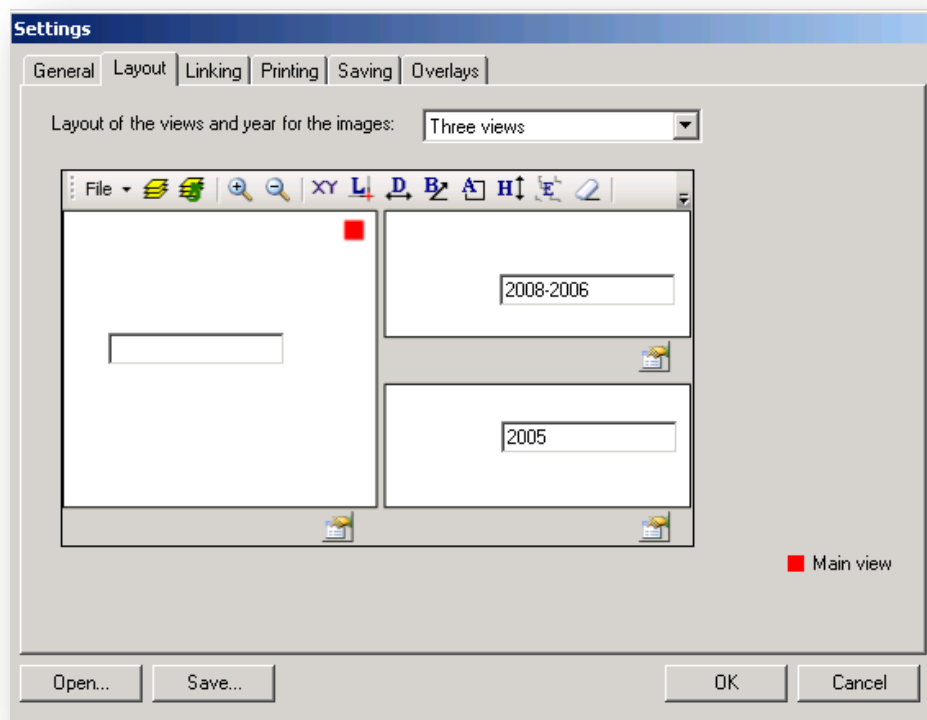 Settings
General Layout Linking Printing Saving Overlays
Layout of the views and year for the images: Three views
File XY L D B A H E
2008-2006
2005
Main view
Open... Save... OK Cancel